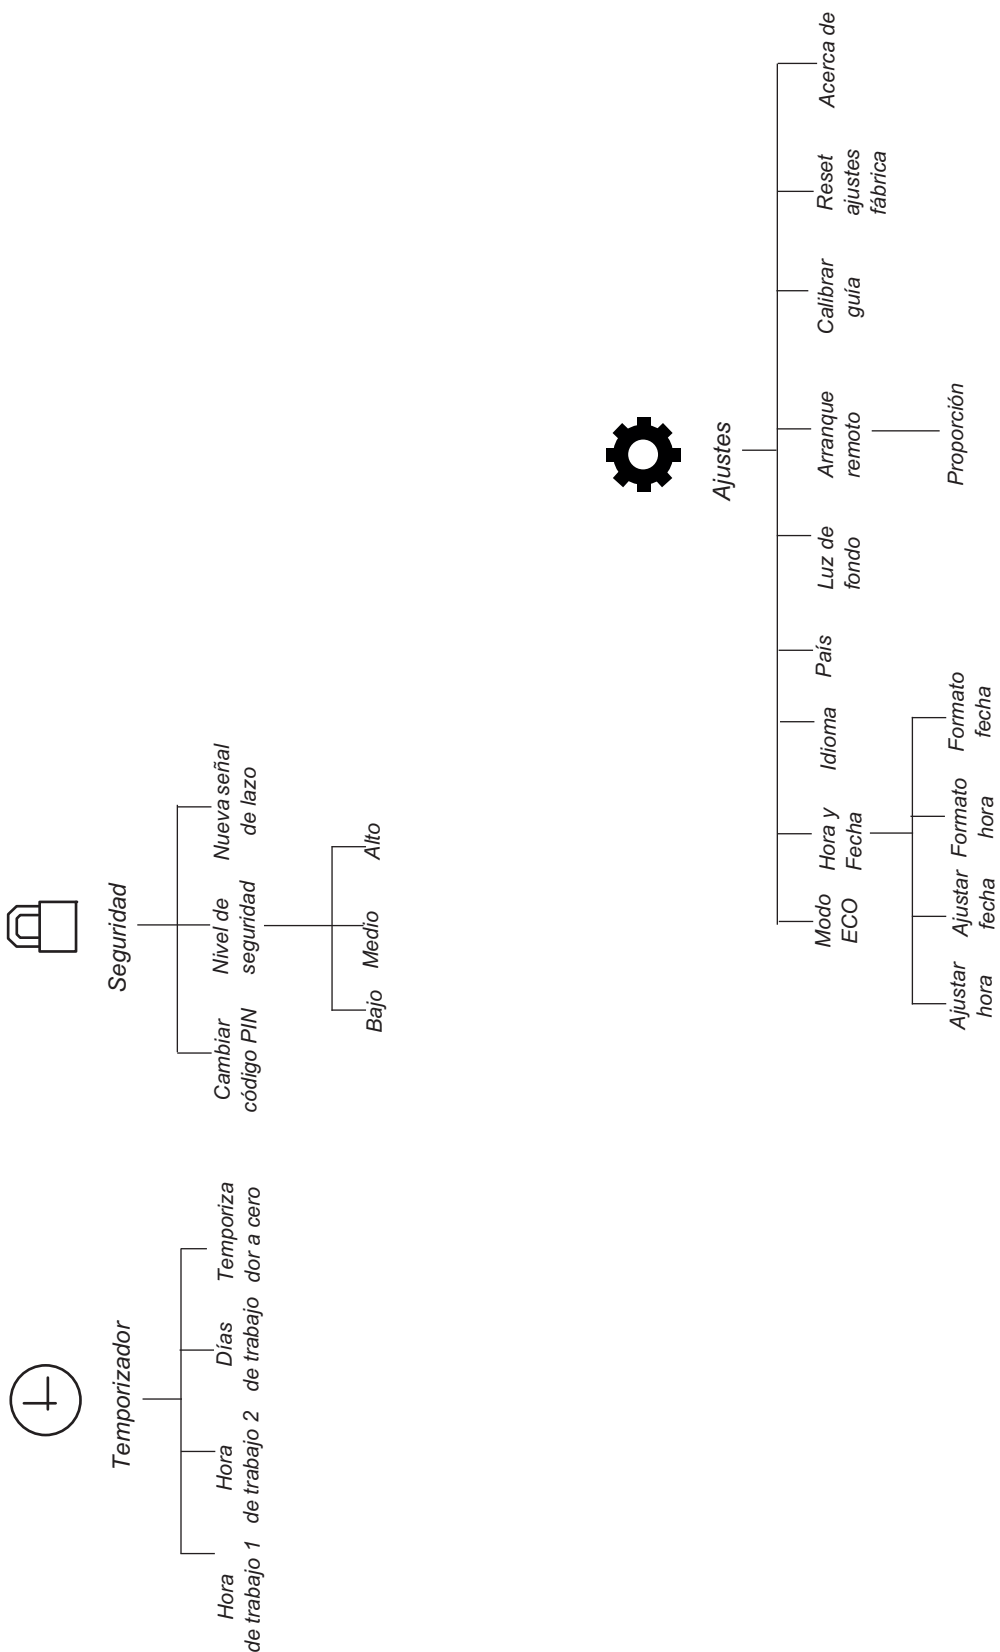 Temporizador
Hora
de trabajo 1
Hora
de trabajo 2
Días
de trabajo
Temporiza
dor a cero
Seguridad
Cambiar
código PIN
Nivel de
seguridad
Nueva señal
de lazo
Bajo
Medio
Alto
Ajustes
Modo
ECO
Hora y
Fecha
Idioma
País
Luz de
fondo
Arranque
remoto
Calibrar
guía
Reset
ajustes
fábrica
Acerca de
Ajustar
hora
Ajustar
fecha
Formato
hora
Formato
fecha
Proporción